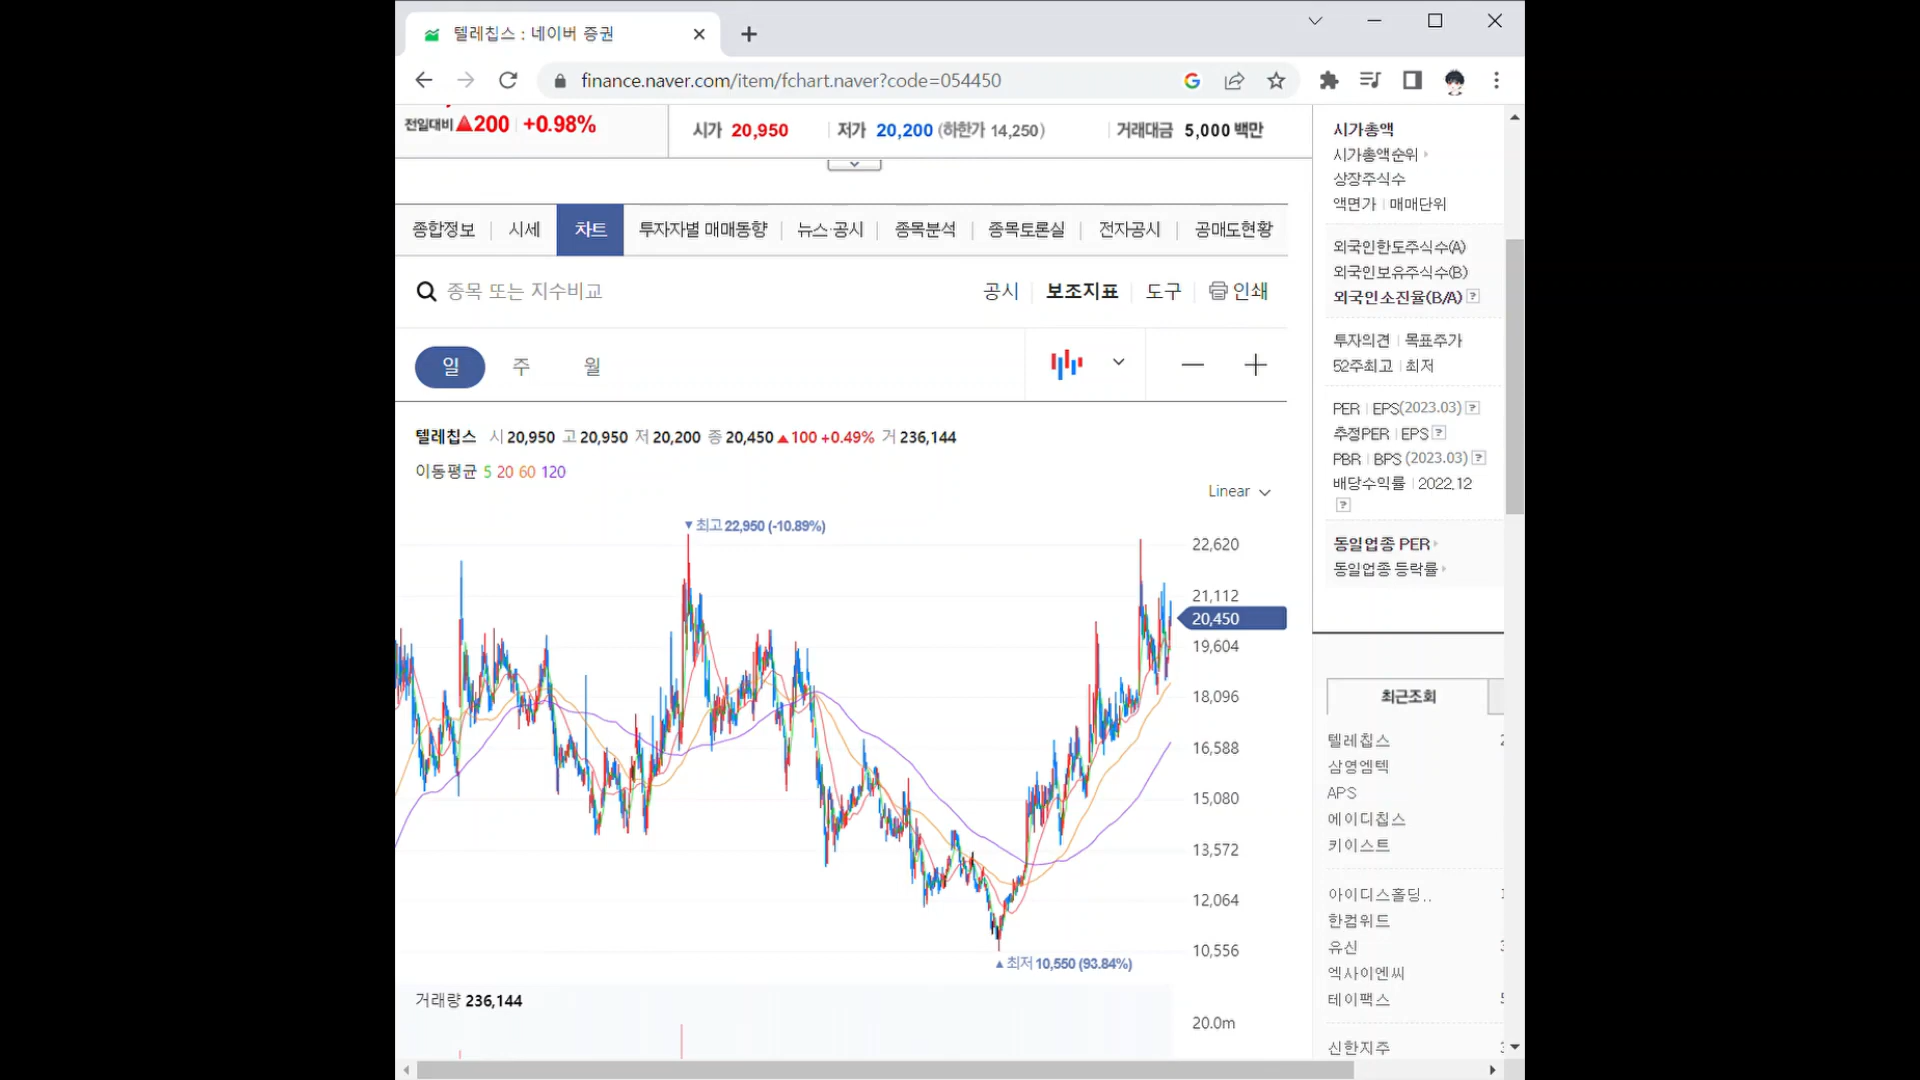 텔레칩스 : 네이버 증권
finance.naver.com/item/fchart.naver?code=054450
전일대비 ▲200 +0.98%
시가 20,950 저가 20,200 (하한가 14,250) 거래대금 5,000 백만
종합정보 시세 차트 투자자별 매매동향 뉴스·공시 종목분석 종목토론실 전자공시 공매도현황
종목 또는 지수비교
공시 보조지표 도구 인쇄
일 주 월
텔레칩스 시 20,950 고 20,950 저 20,200 종 20,450 ▲100 +0.49% 거 236,144
이동평균 5 20 60 120
Linear
▼최고 22,950 (-10.89%)
22,620
21,112
20,450
19,604
18,096
16,588
15,080
13,572
12,064
10,556
▲최저 10,550 (93.84%)
거래량 236,144
20.0m
시가총액
시가총액순위
상장주식수
액면가 매매단위
외국인한도주식수(A)
외국인보유주식수(B)
외국인소진율(B/A) ?
투자의견 목표주가
52주최고 최저
PER EPS(2023.03) ?
추정PER EPS ?
PBR BPS (2023.03) ?
배당수익률 2022.12
?
동일업종 PER
동일업종 등락률
최근조회
텔레칩스
삼영엠텍
APS
에이디칩스
키이스트
아이디스홀딩..
한컴위드
유신
엑사이엔씨
테이팩스
신한지주